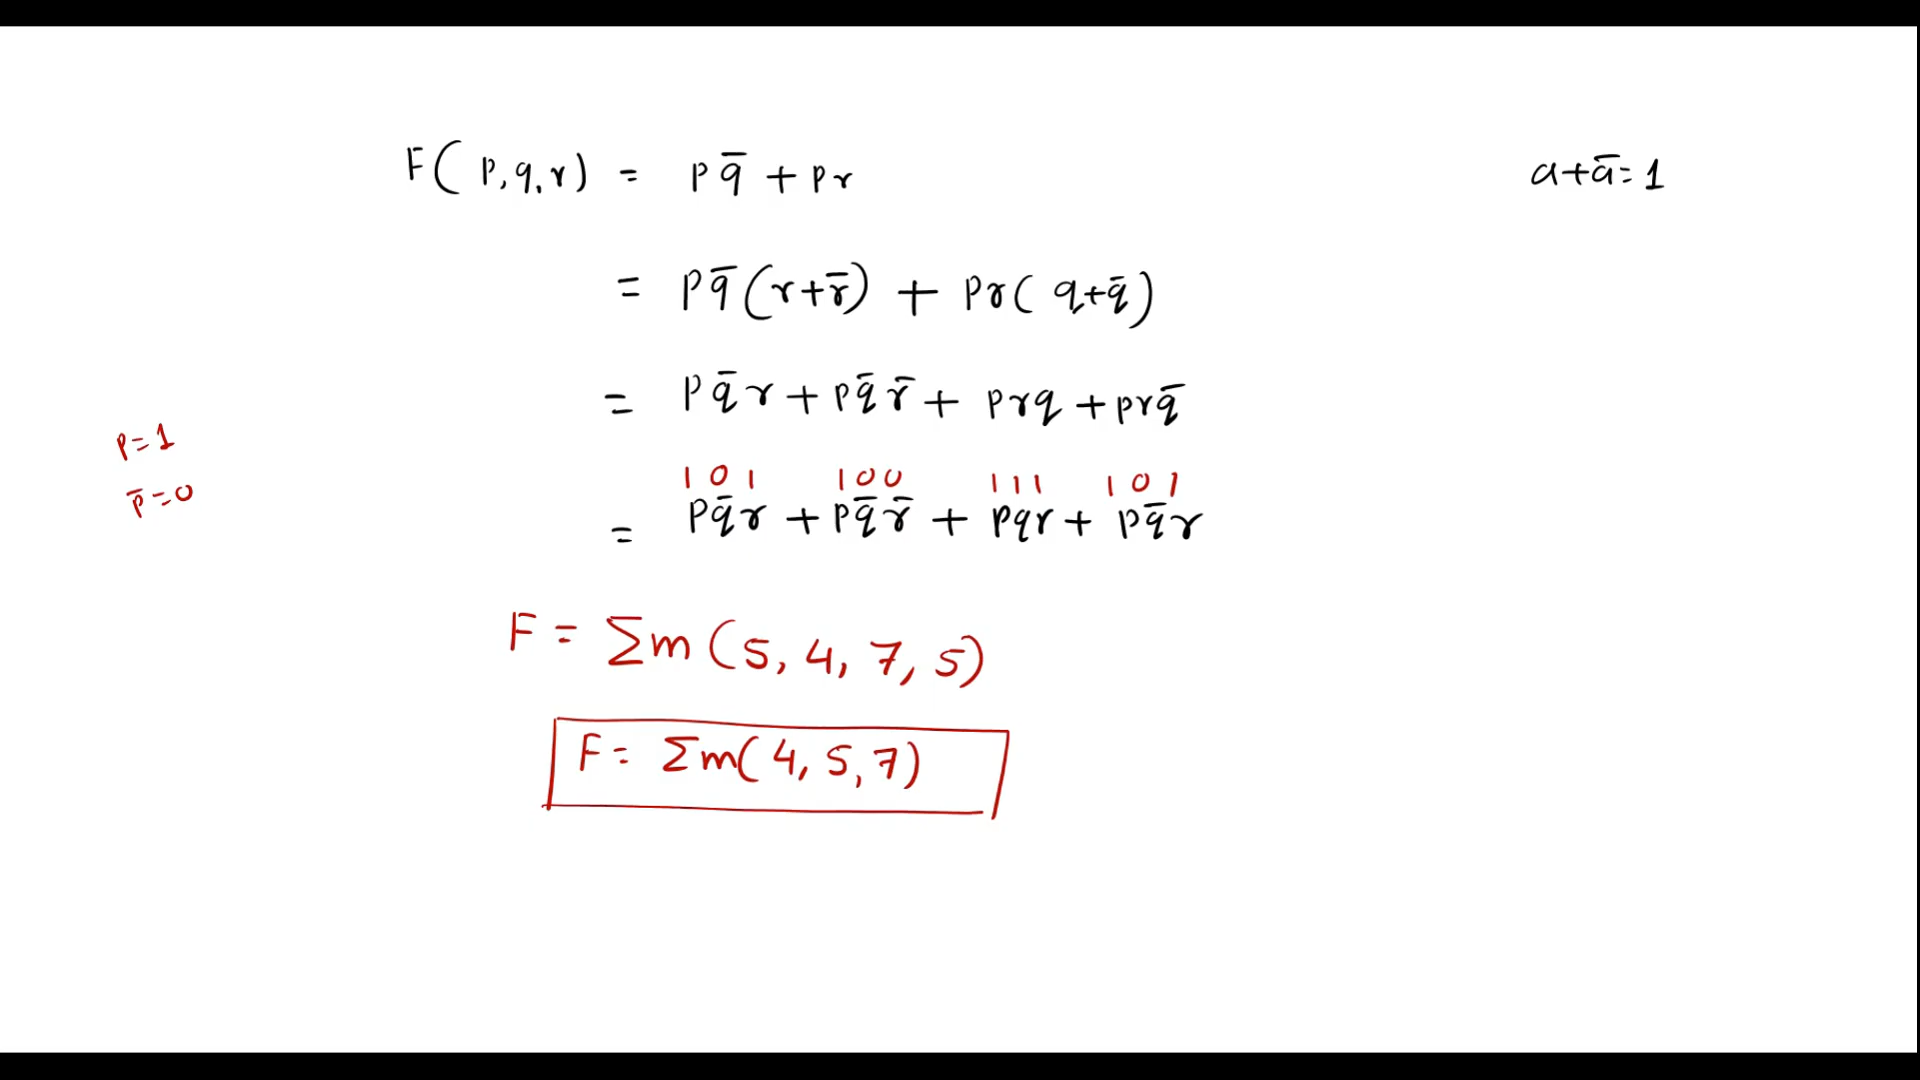 F(p,q,r) = pq̅ + pr
a+a̅=1
= pq̅(r+r̅) + pr(q+q̅)
= pq̅r + pq̅r̅ + prq + prq̅
p=1
p̅=0
101 100 111 101
= pq̅r + pq̅r̅ + pqr + pq̅r
F = Σm(5, 4, 7, 5)
F= Σm(4, 5, 7)